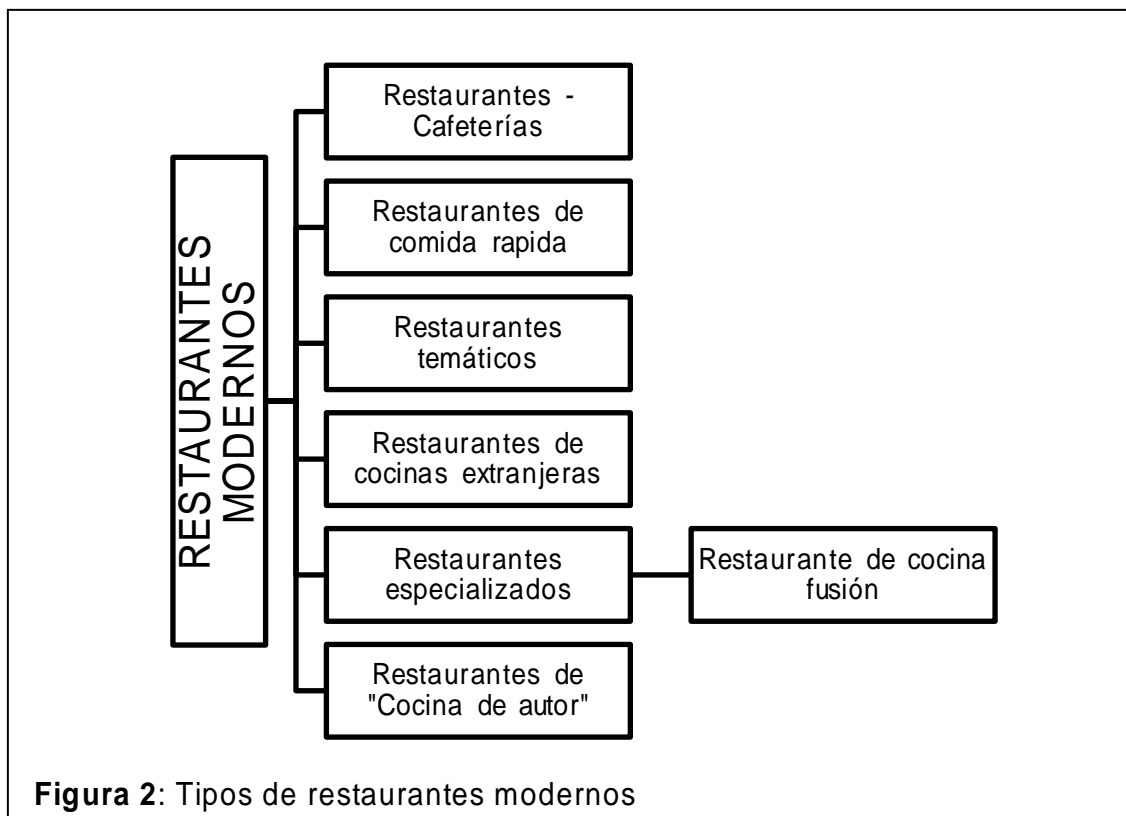 RESTAURANTES
MODERNOS
Restaurantes -
Cafeterías
Restaurantes de
comida rapida
Restaurantes
temáticos
Restaurantes de
cocinas extranjeras
Restaurantes
especializados
Restaurante de cocina
fusión
Restaurantes de
"Cocina de autor"
Figura 2: Tipos de restaurantes modernos